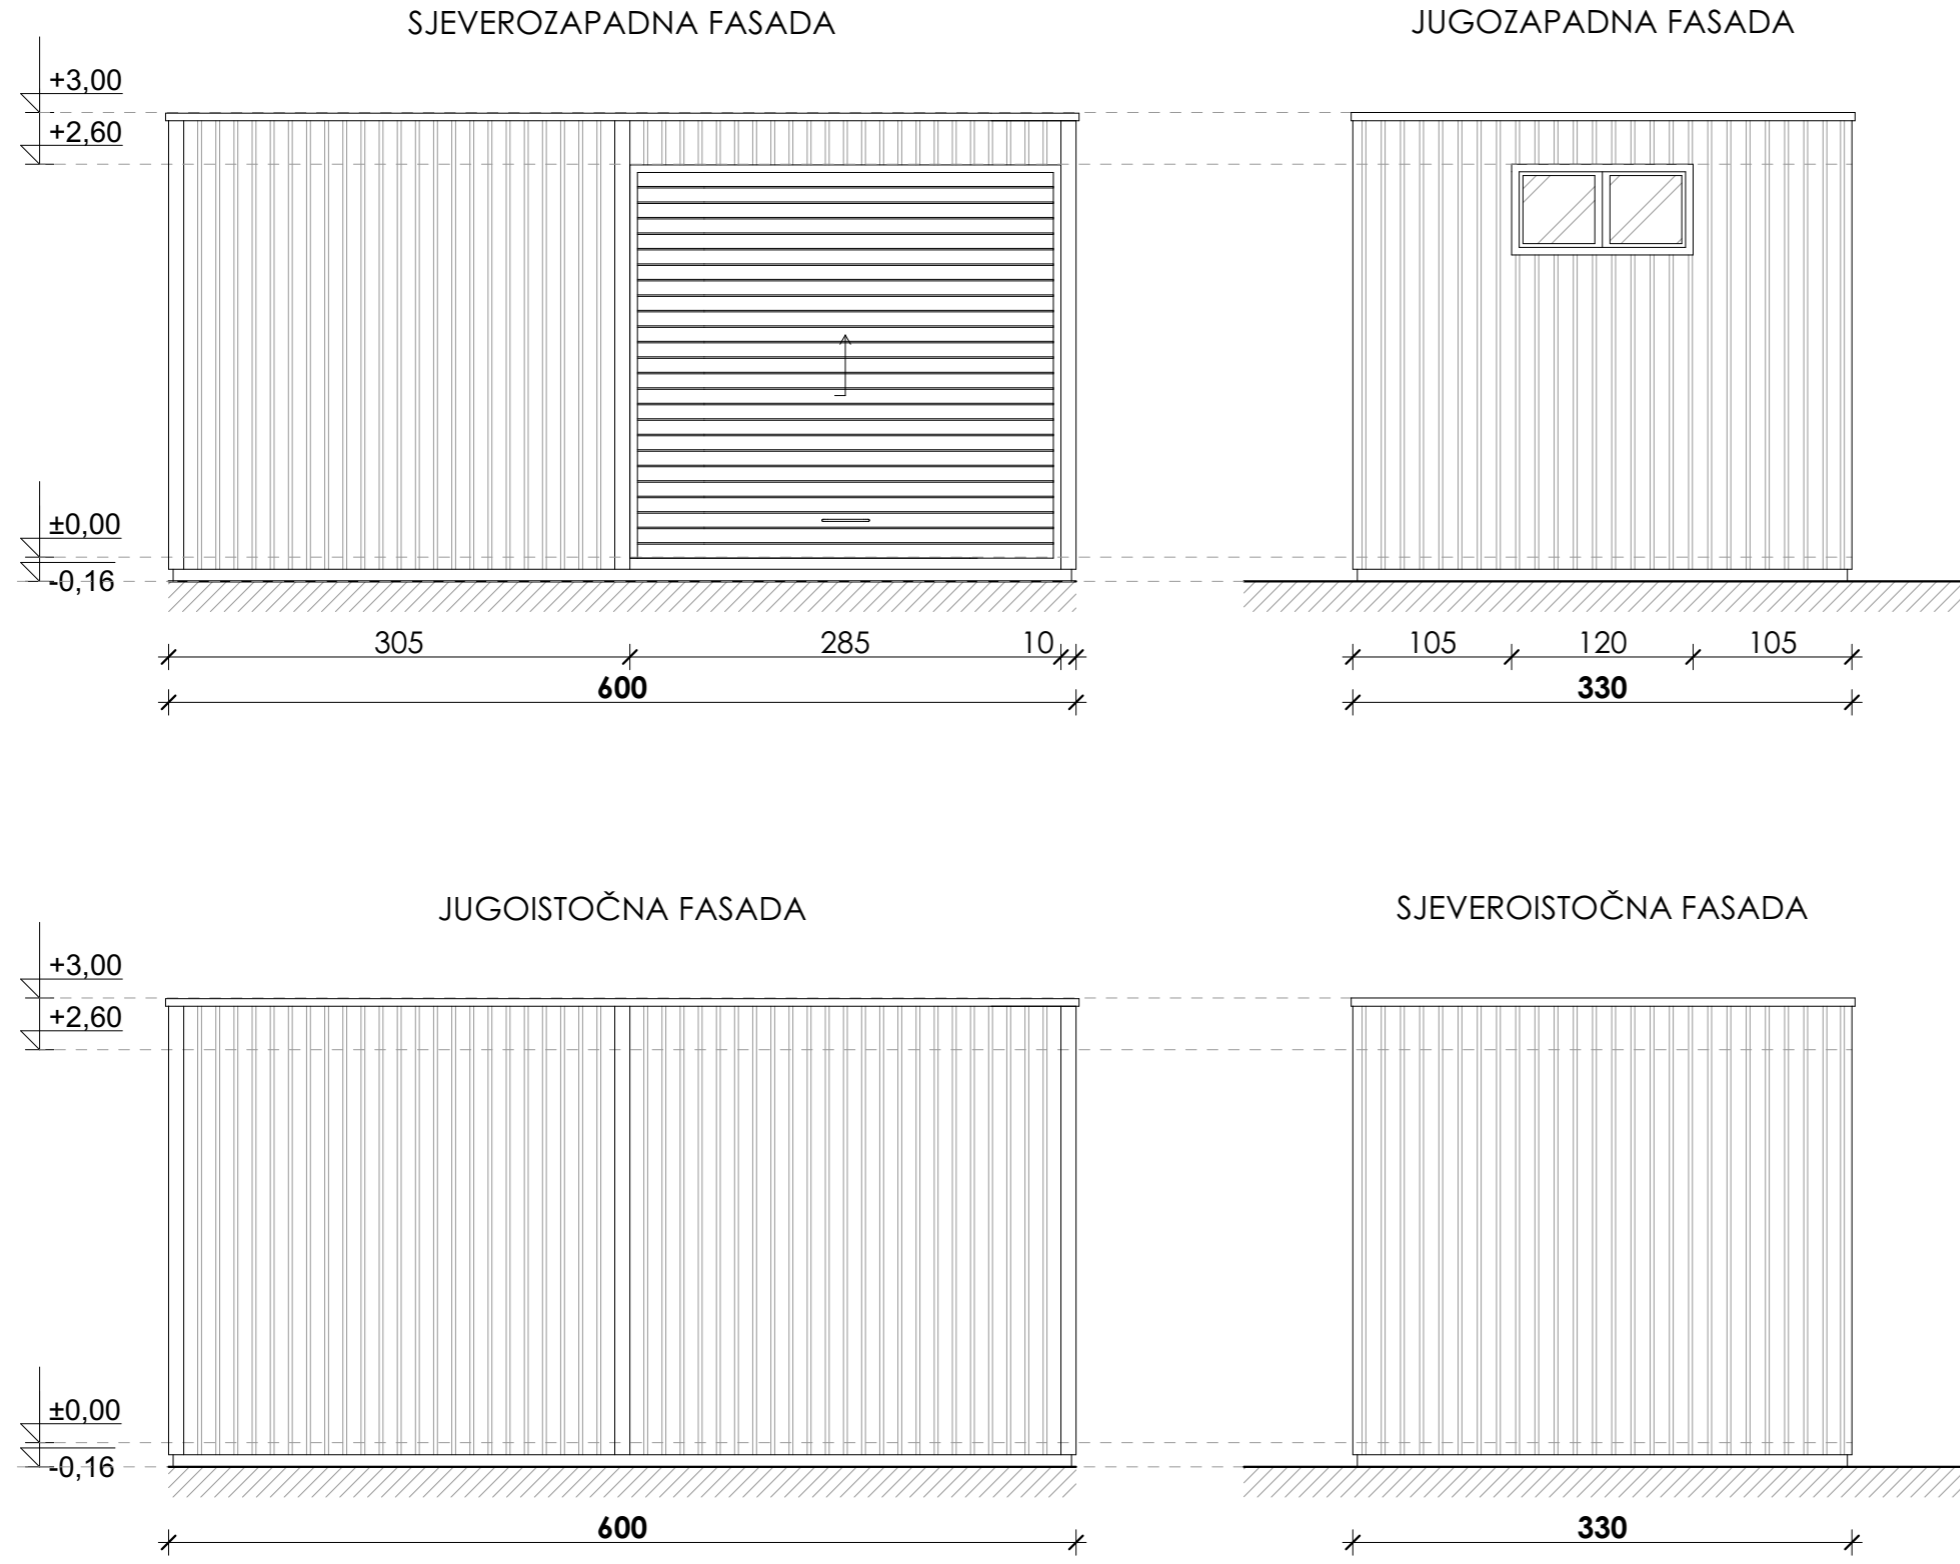 SJEVEROZAPADNA FASADA
+3,00
+2,60
±0,00
-0,16
305 285 10
600
JUGOZAPADNA FASADA
105 120 105
330
JUGOISTOČNA FASADA
+3,00
+2,60
±0,00
-0,16
600
SJEVEROISTOČNA FASADA
330